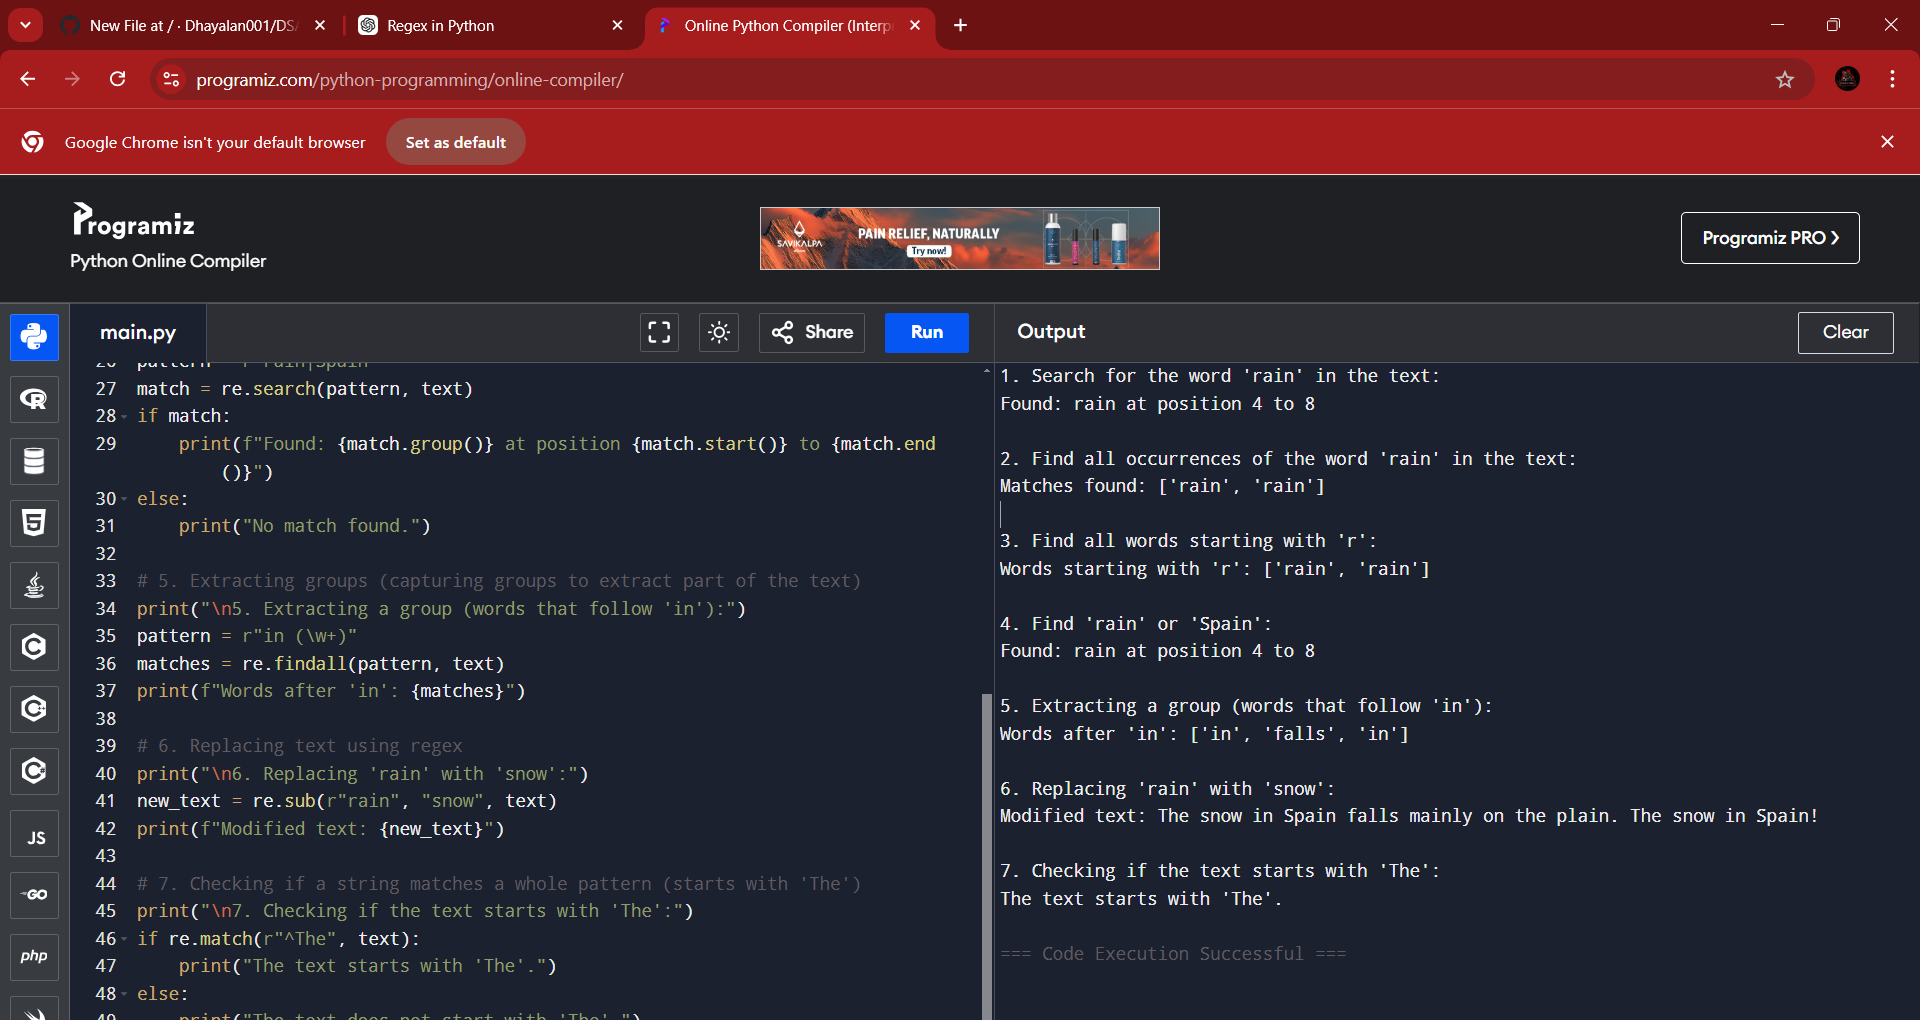 New File at / · Dhayalan001/DS
Regex in Python
Online Python Compiler (Interp
programiz.com/python-programming/online-compiler/
Google Chrome isn't your default browser
Set as default
Programiz
Python Online Compiler
SAVIKALPA
PAIN RELIEF, NATURALLY
Try now!
Programiz PRO ❯
main.py
Share
Run
Output
Clear
JS
GO
php
26 pattern = r"rain|Spain"
27 match = re.search(pattern, text)
28 if match:
29     print(f"Found: {match.group()} at position {match.start()} to {match.end
()}")
30 else:
31     print("No match found.")
32
33 # 5. Extracting groups (capturing groups to extract part of the text)
34 print("\n5. Extracting a group (words that follow 'in'):")
35 pattern = r"in (\w+)"
36 matches = re.findall(pattern, text)
37 print(f"Words after 'in': {matches}")
38
39 # 6. Replacing text using regex
40 print("\n6. Replacing 'rain' with 'snow':")
41 new_text = re.sub(r"rain", "snow", text)
42 print(f"Modified text: {new_text}")
43
44 # 7. Checking if a string matches a whole pattern (starts with 'The')
45 print("\n7. Checking if the text starts with 'The':")
46 if re.match(r"^The", text):
47     print("The text starts with 'The'.")
48 else:
49     print("The text does not start with 'The'.")
1. Search for the word 'rain' in the text:
Found: rain at position 4 to 8
2. Find all occurrences of the word 'rain' in the text:
Matches found: ['rain', 'rain']
3. Find all words starting with 'r':
Words starting with 'r': ['rain', 'rain']
4. Find 'rain' or 'Spain':
Found: rain at position 4 to 8
5. Extracting a group (words that follow 'in'):
Words after 'in': ['in', 'falls', 'in']
6. Replacing 'rain' with 'snow':
Modified text: The snow in Spain falls mainly on the plain. The snow in Spain!
7. Checking if the text starts with 'The':
The text starts with 'The'.
=== Code Execution Successful ===